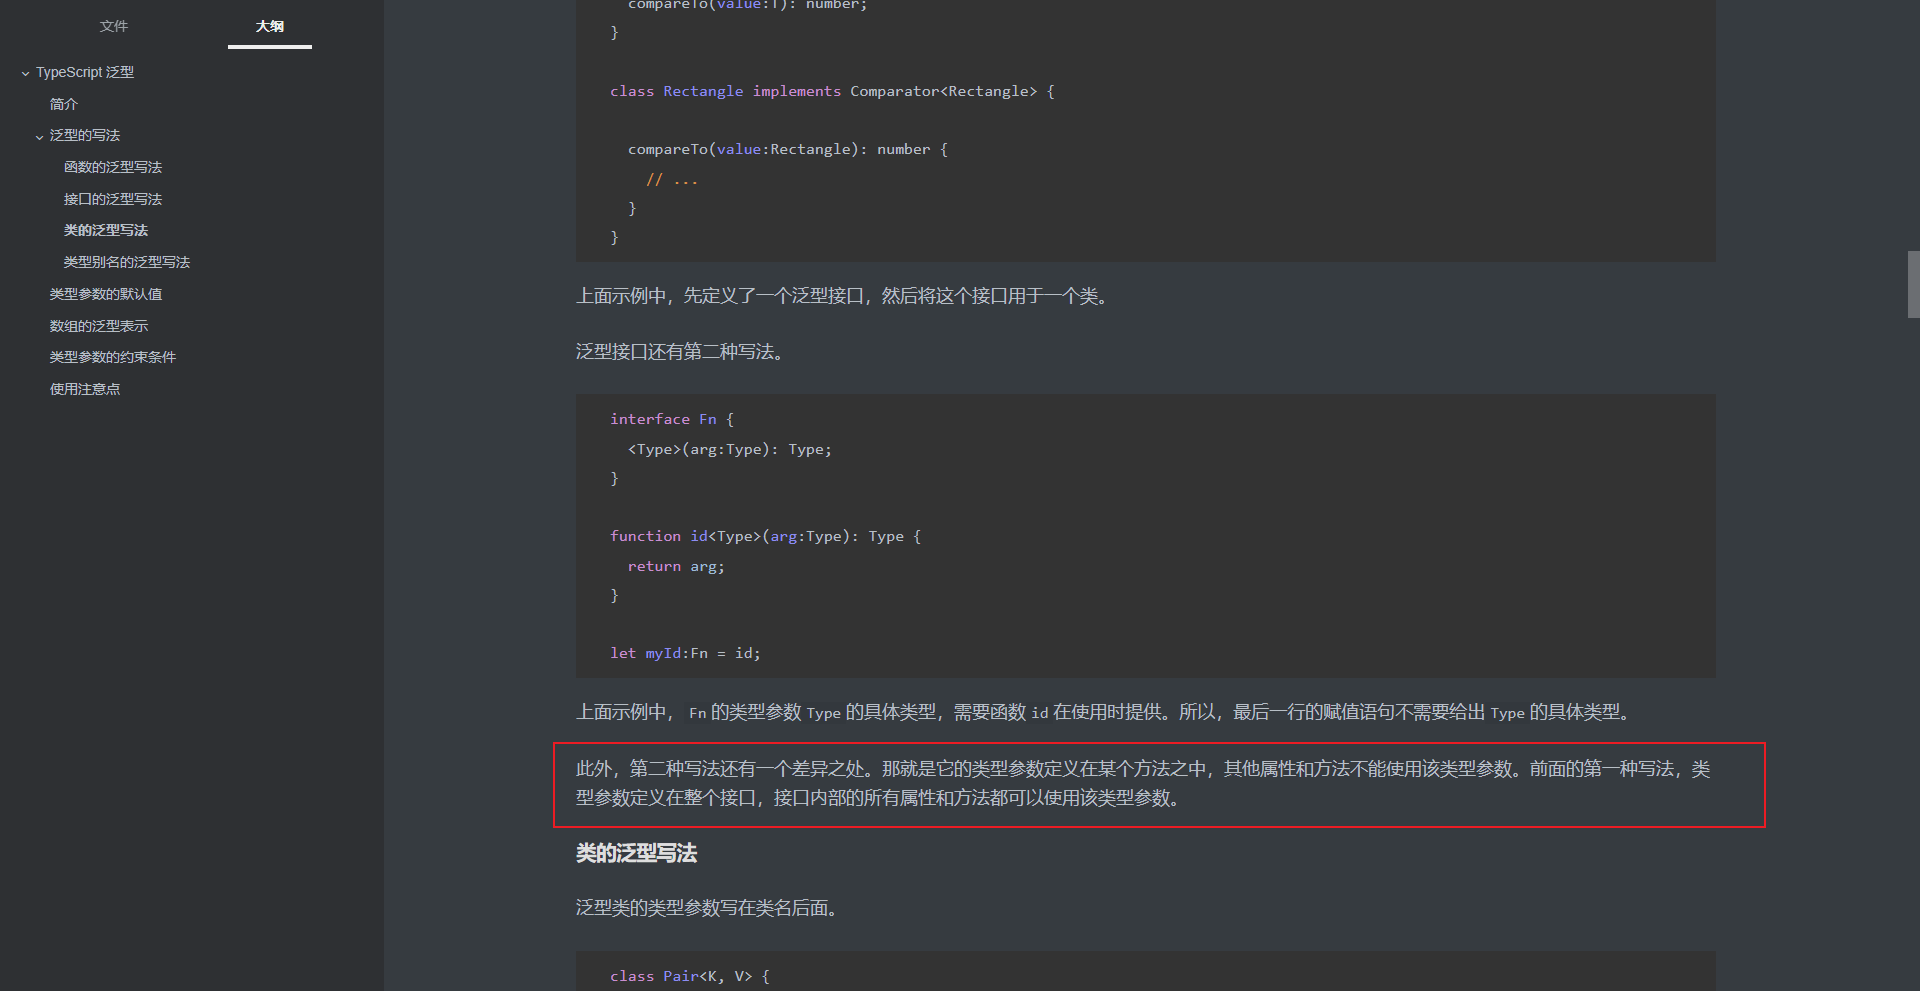 文件
大纲
TypeScript 泛型
简介
泛型的写法
函数的泛型写法
接口的泛型写法
类的泛型写法
类型别名的泛型写法
类型参数的默认值
数组的泛型表示
类型参数的约束条件
使用注意点
compareTo(value:T): number;
}
class Rectangle implements Comparator<Rectangle> {
compareTo(value:Rectangle): number {
// ...
}
}
上面示例中，先定义了一个泛型接口，然后将这个接口用于一个类。
泛型接口还有第二种写法。
interface Fn {
<Type>(arg:Type): Type;
}
function id<Type>(arg:Type): Type {
return arg;
}
let myId:Fn = id;
上面示例中， Fn 的类型参数 Type 的具体类型，需要函数 id 在使用时提供。所以，最后一行的赋值语句不需要给出 Type 的具体类型。
此外，第二种写法还有一个差异之处。那就是它的类型参数定义在某个方法之中，其他属性和方法不能使用该类型参数。前面的第一种写法，类
型参数定义在整个接口，接口内部的所有属性和方法都可以使用该类型参数。
类的泛型写法
泛型类的类型参数写在类名后面。
class Pair<K, V> {